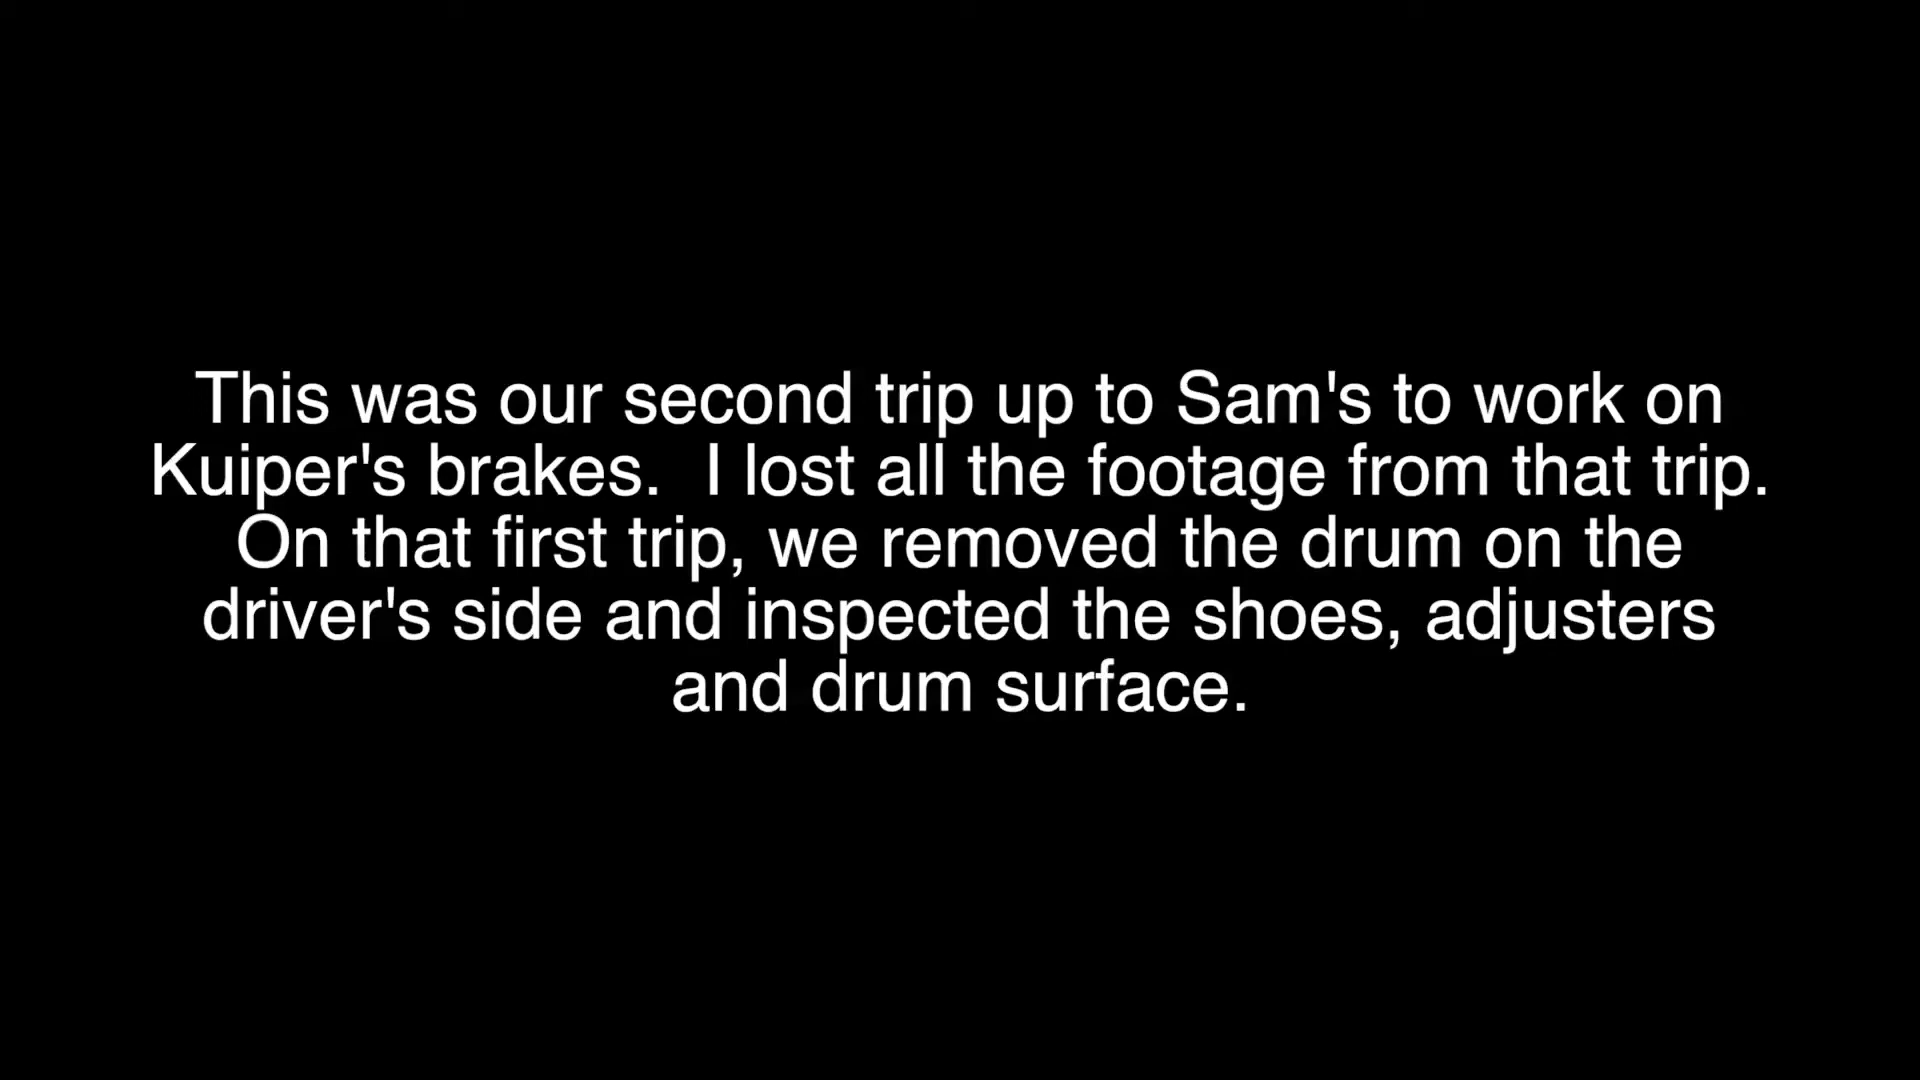 This was our second trip up to Sam's to work on
Kuiper's brakes.  I lost all the footage from that trip.
On that first trip, we removed the drum on the
driver's side and inspected the shoes, adjusters
and drum surface.